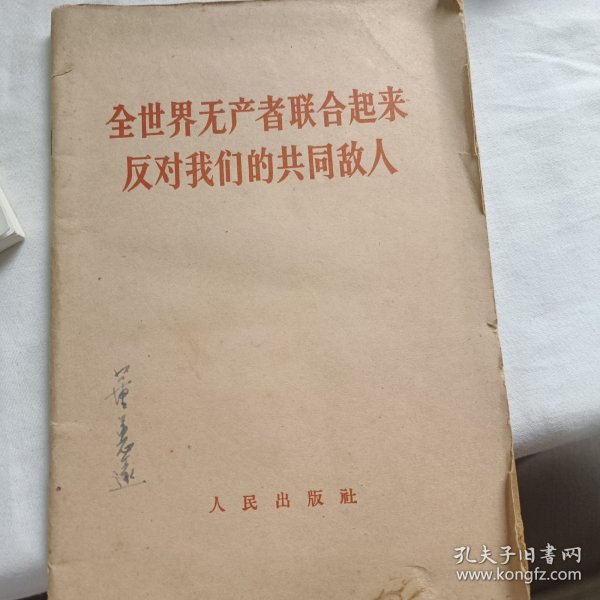 全世界无产者联合起来
反对我们的共同敌人
人民出版社
孔夫子旧书网
www.kongfz.com